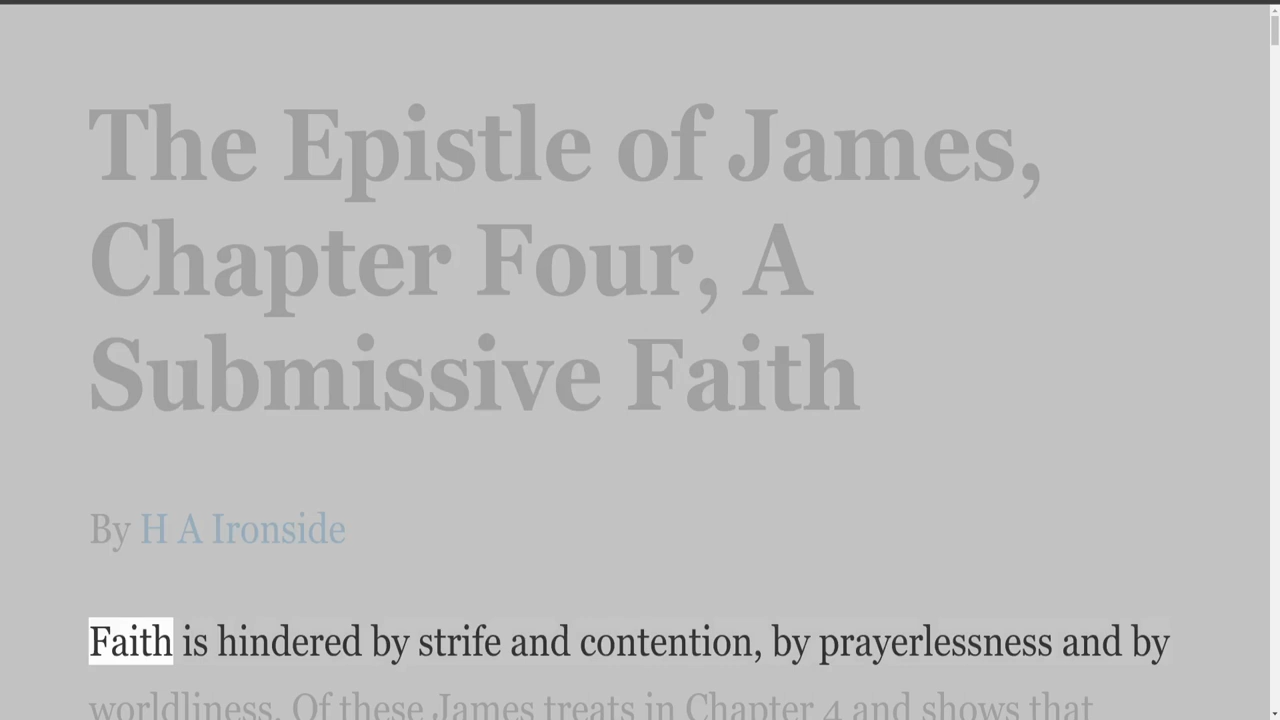 The Epistle of James,
Chapter Four, A
Submissive Faith
By H A Ironside
Faith is hindered by strife and contention, by prayerlessness and by
worldliness. Of these James treats in Chapter 4 and shows that